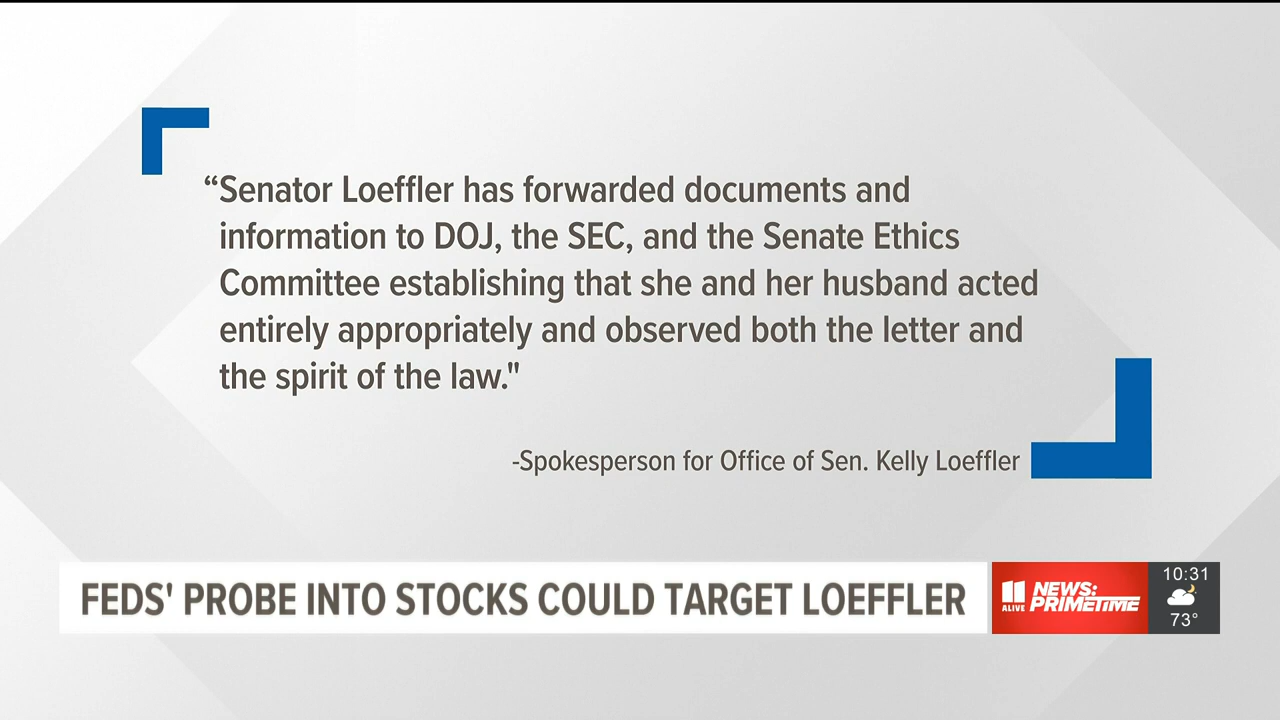 “Senator Loeffler has forwarded documents and
information to DOJ, the SEC, and the Senate Ethics
Committee establishing that she and her husband acted
entirely appropriately and observed both the letter and
the spirit of the law."
-Spokesperson for Office of Sen. Kelly Loeffler
FEDS' PROBE INTO STOCKS COULD TARGET LOEFFLER
11 ALIVE NEWS: PRIMETIME
10:31
73°